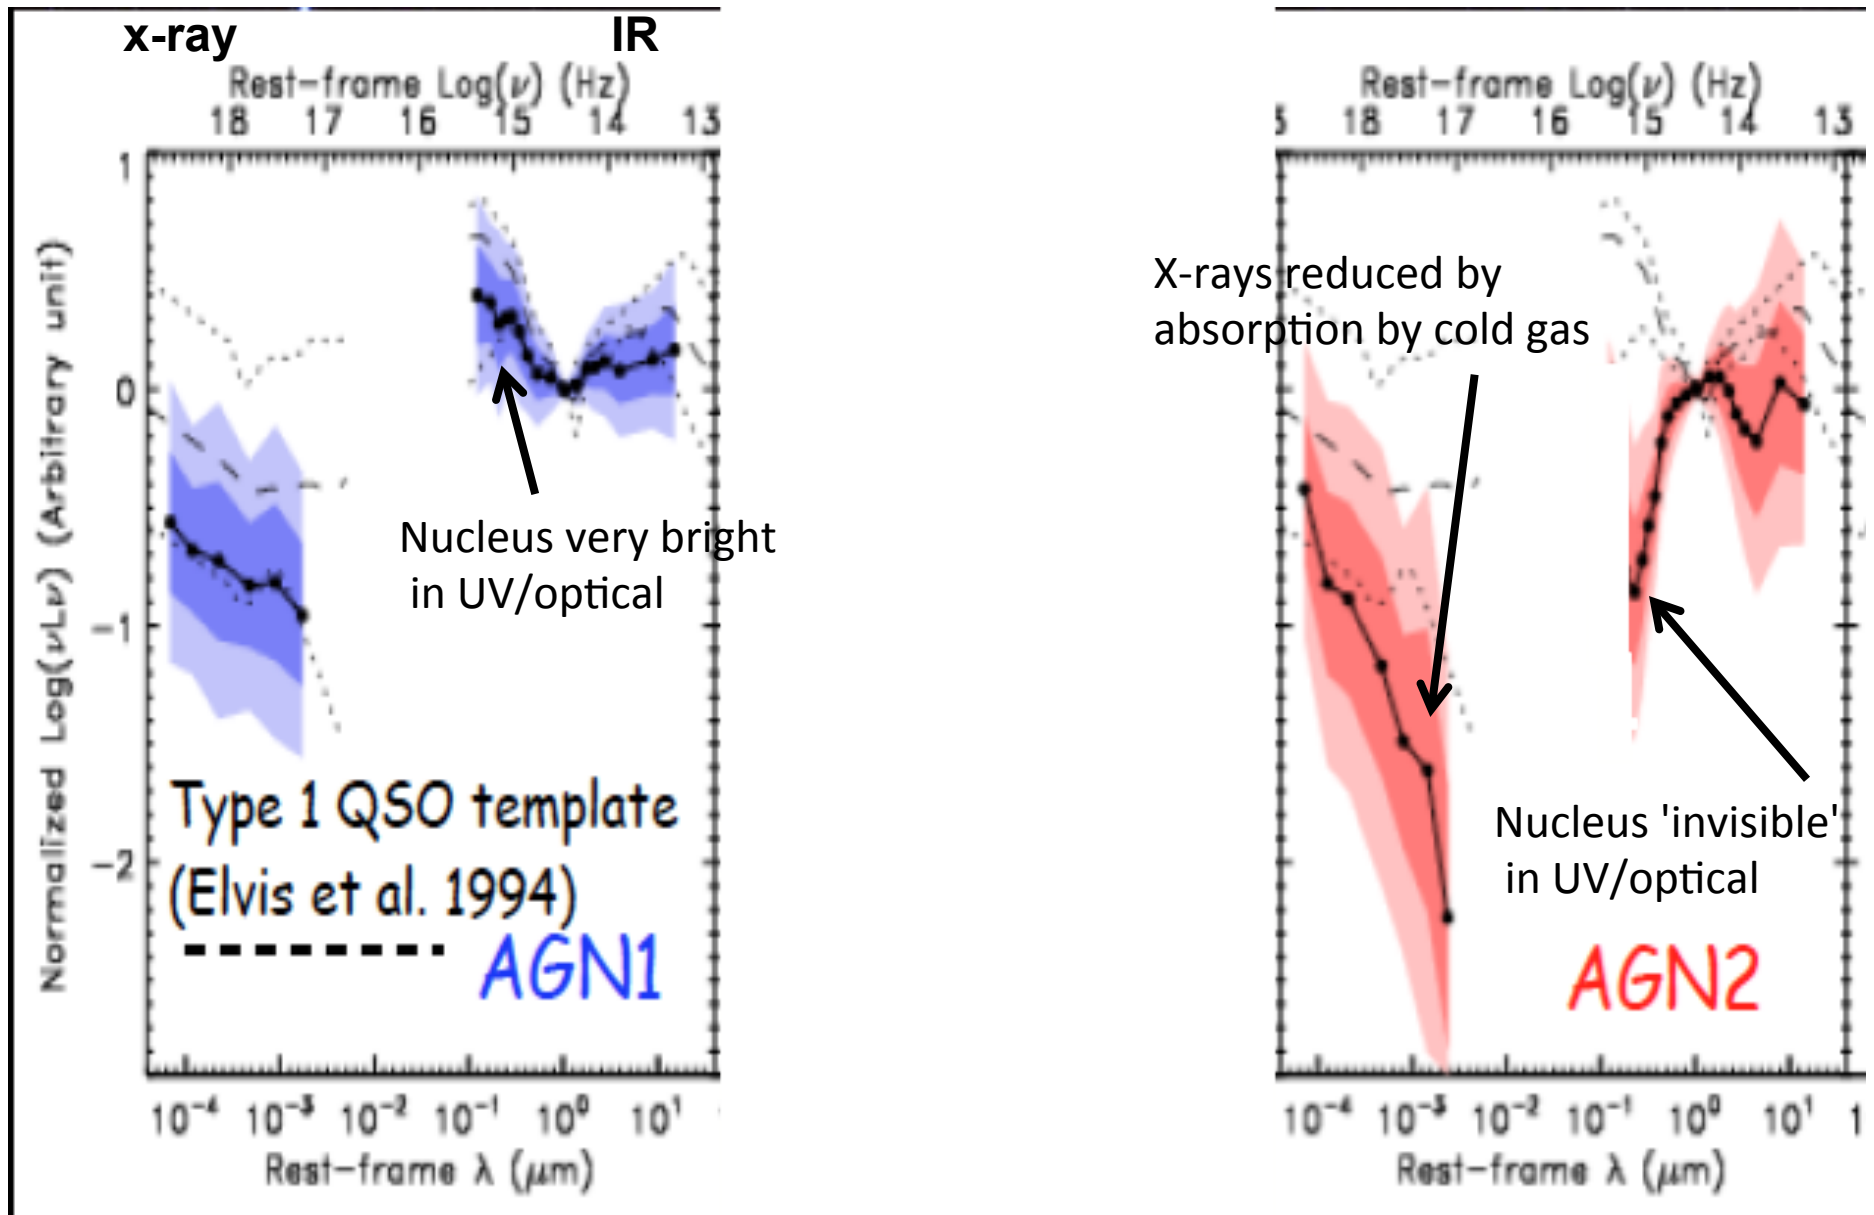 x-ray IR
Rest-frame Log(ν) (Hz)
18 17 16 15 14 13
1
0
-1
-2
Normalized Log(νLν) (Arbitrary unit)
Nucleus very bright
in UV/optical
Type 1 QSO template
(Elvis et al. 1994)
AGN1
10⁻⁴ 10⁻³ 10⁻² 10⁻¹ 10⁰ 10¹
Rest-frame λ (μm)
Rest-frame Log(ν) (Hz)
18 17 16 15 14 13
X-rays reduced by
absorption by cold gas
Nucleus 'invisible'
in UV/optical
AGN2
10⁻⁴ 10⁻³ 10⁻² 10⁻¹ 10⁰ 10¹
Rest-frame λ (μm)